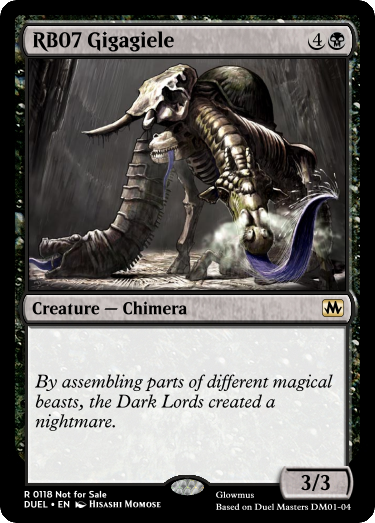 RB07 Gigagiele
4
Creature — Chimera
By assembling parts of different magical
beasts, the Dark Lords created a
nightmare.
3/3
R 0118 Not for Sale
DUEL • EN Hisashi Momose
Glowmus
Based on Duel Masters DM01-04